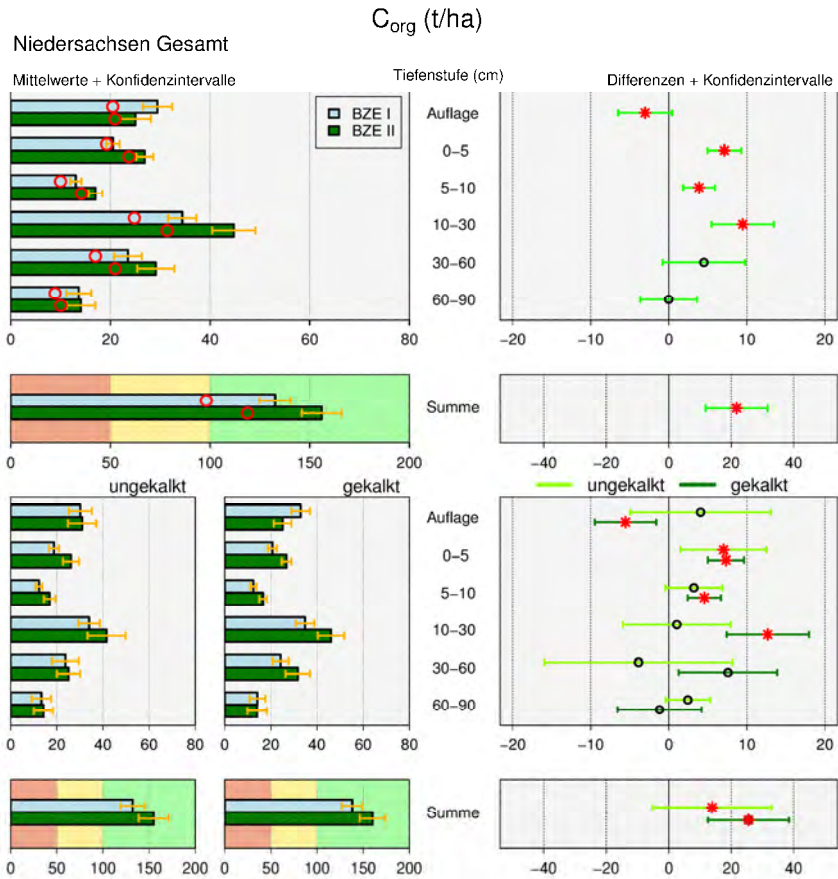 Corg (t/ha)
Niedersachsen Gesamt
Mittelwerte + Konfidenzintervalle Tiefenstufe (cm) Differenzen + Konfidenzintervalle
BZE I
BZE II
Auflage
0–5
5–10
10–30
30–60
60–90
0 20 40 60 80 −20 −10 0 10 20
Summe
0 50 100 150 200 −40 −20 0 20 40
ungekalkt gekalkt ungekalkt gekalkt
Auflage
0–5
5–10
10–30
30–60
60–90
0 20 40 60 80 0 20 40 60 80 −20 −10 0 10 20
Summe
0 50 100 150 200 0 50 100 150 200 −40 −20 0 20 40